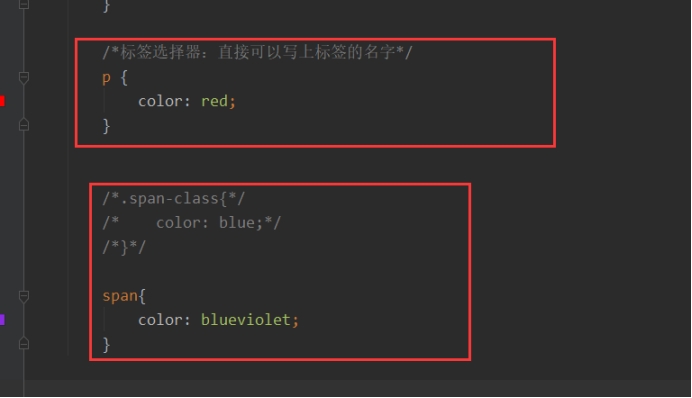 }
/*标签选择器：直接可以写上标签的名字*/
p {
    color: red;
}
/*.span-class{*/
/*    color: blue;*/
/*}*/
span{
    color: blueviolet;
}